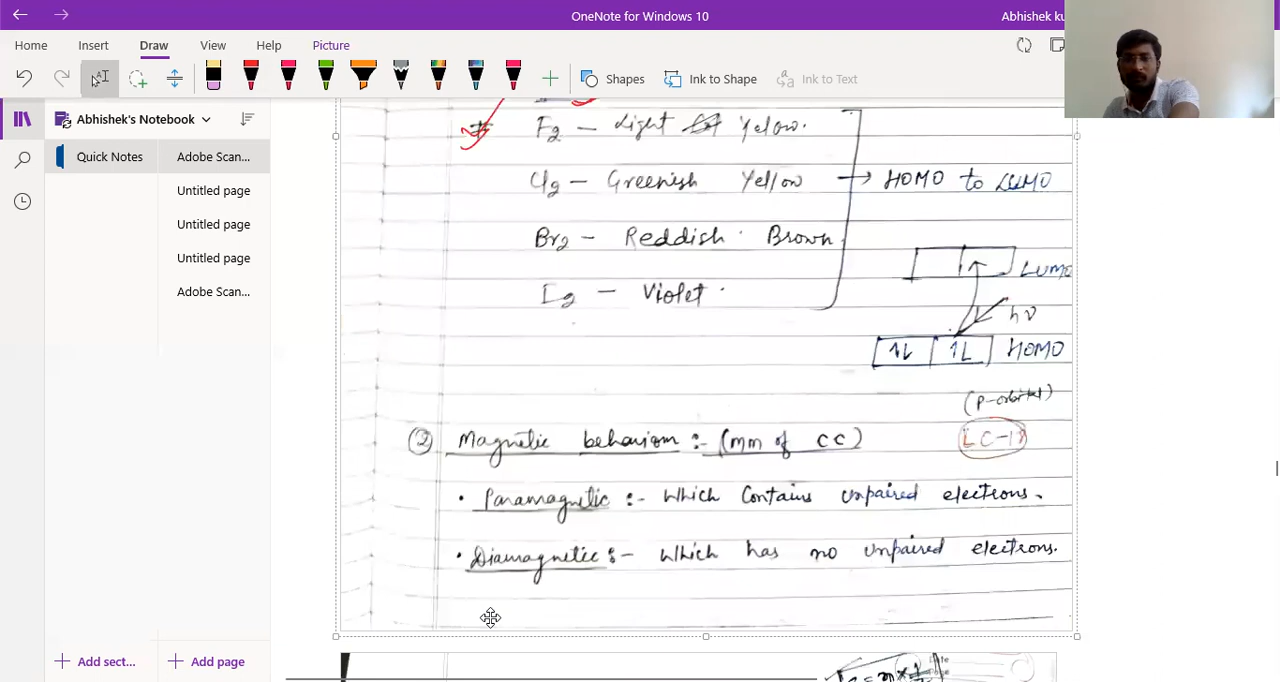 OneNote for Windows 10
Abhishek ku
Home Insert Draw View Help Picture
Shapes Ink to Shape Ink to Text
Abhishek's Notebook
Quick Notes
Adobe Scan...
Untitled page
Untitled page
Untitled page
Adobe Scan...
F2 – Light Yellow.
Cl2 – Greenish Yellow → HOMO to LUMO
Br2 – Reddish Brown
LUMO
I2 – Violet
hν
HOMO
(p-orbital)
② Magnetic behaviour :- (mm of CC)
• Paramagnetic :- Which contains unpaired electrons.
• Diamagnetic :- Which has no unpaired electrons.
Add sect... Add page